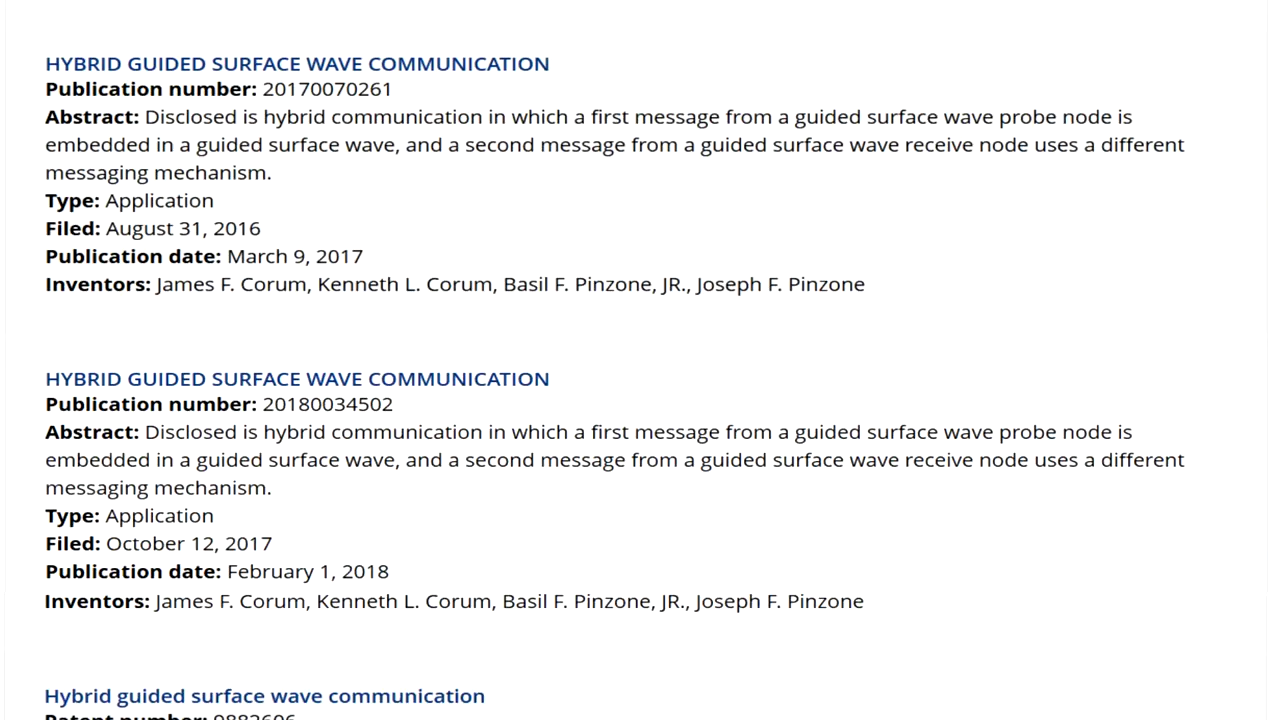 HYBRID GUIDED SURFACE WAVE COMMUNICATION
Publication number: 20170070261
Abstract: Disclosed is hybrid communication in which a first message from a guided surface wave probe node is
embedded in a guided surface wave, and a second message from a guided surface wave receive node uses a different
messaging mechanism.
Type: Application
Filed: August 31, 2016
Publication date: March 9, 2017
Inventors: James F. Corum, Kenneth L. Corum, Basil F. Pinzone, JR., Joseph F. Pinzone
HYBRID GUIDED SURFACE WAVE COMMUNICATION
Publication number: 20180034502
Abstract: Disclosed is hybrid communication in which a first message from a guided surface wave probe node is
embedded in a guided surface wave, and a second message from a guided surface wave receive node uses a different
messaging mechanism.
Type: Application
Filed: October 12, 2017
Publication date: February 1, 2018
Inventors: James F. Corum, Kenneth L. Corum, Basil F. Pinzone, JR., Joseph F. Pinzone
Hybrid guided surface wave communication
Patent number: 9882606